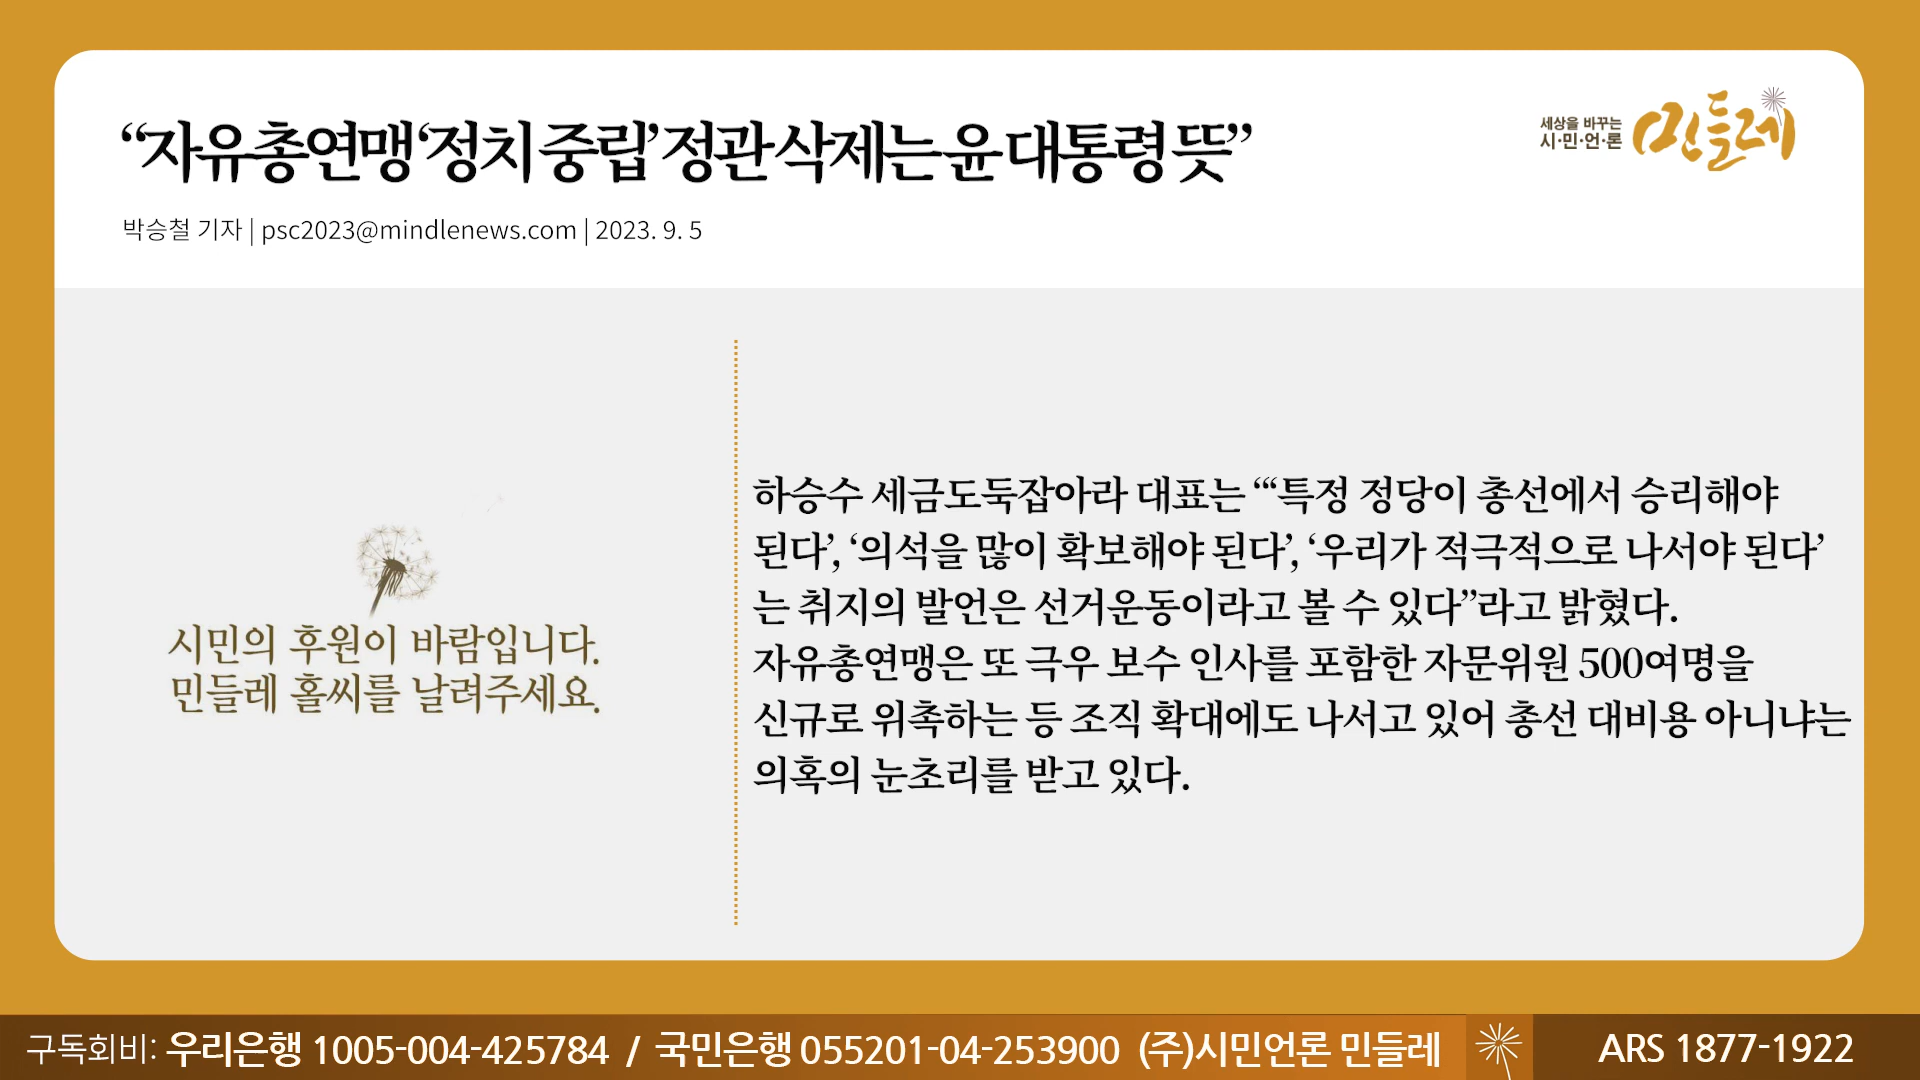 “자유총연맹 ‘정치 중립’ 정관 삭제는 윤 대통령 뜻”
세상을 바꾸는
시·민·언·론
민들레
박승철 기자 | psc2023@mindlenews.com | 2023. 9. 5
시민의 후원이 바람입니다.
민들레 홀씨를 날려주세요.
하승수 세금도둑잡아라 대표는 “‘특정 정당이 총선에서 승리해야
된다’, ‘의석을 많이 확보해야 된다’, ‘우리가 적극적으로 나서야 된다’
는 취지의 발언은 선거운동이라고 볼 수 있다”라고 밝혔다.
자유총연맹은 또 극우 보수 인사를 포함한 자문위원 500여명을
신규로 위촉하는 등 조직 확대에도 나서고 있어 총선 대비용 아니냐는
의혹의 눈초리를 받고 있다.
구독회비: 우리은행 1005-004-425784 / 국민은행 055201-04-253900 (주)시민언론 민들레
ARS 1877-1922